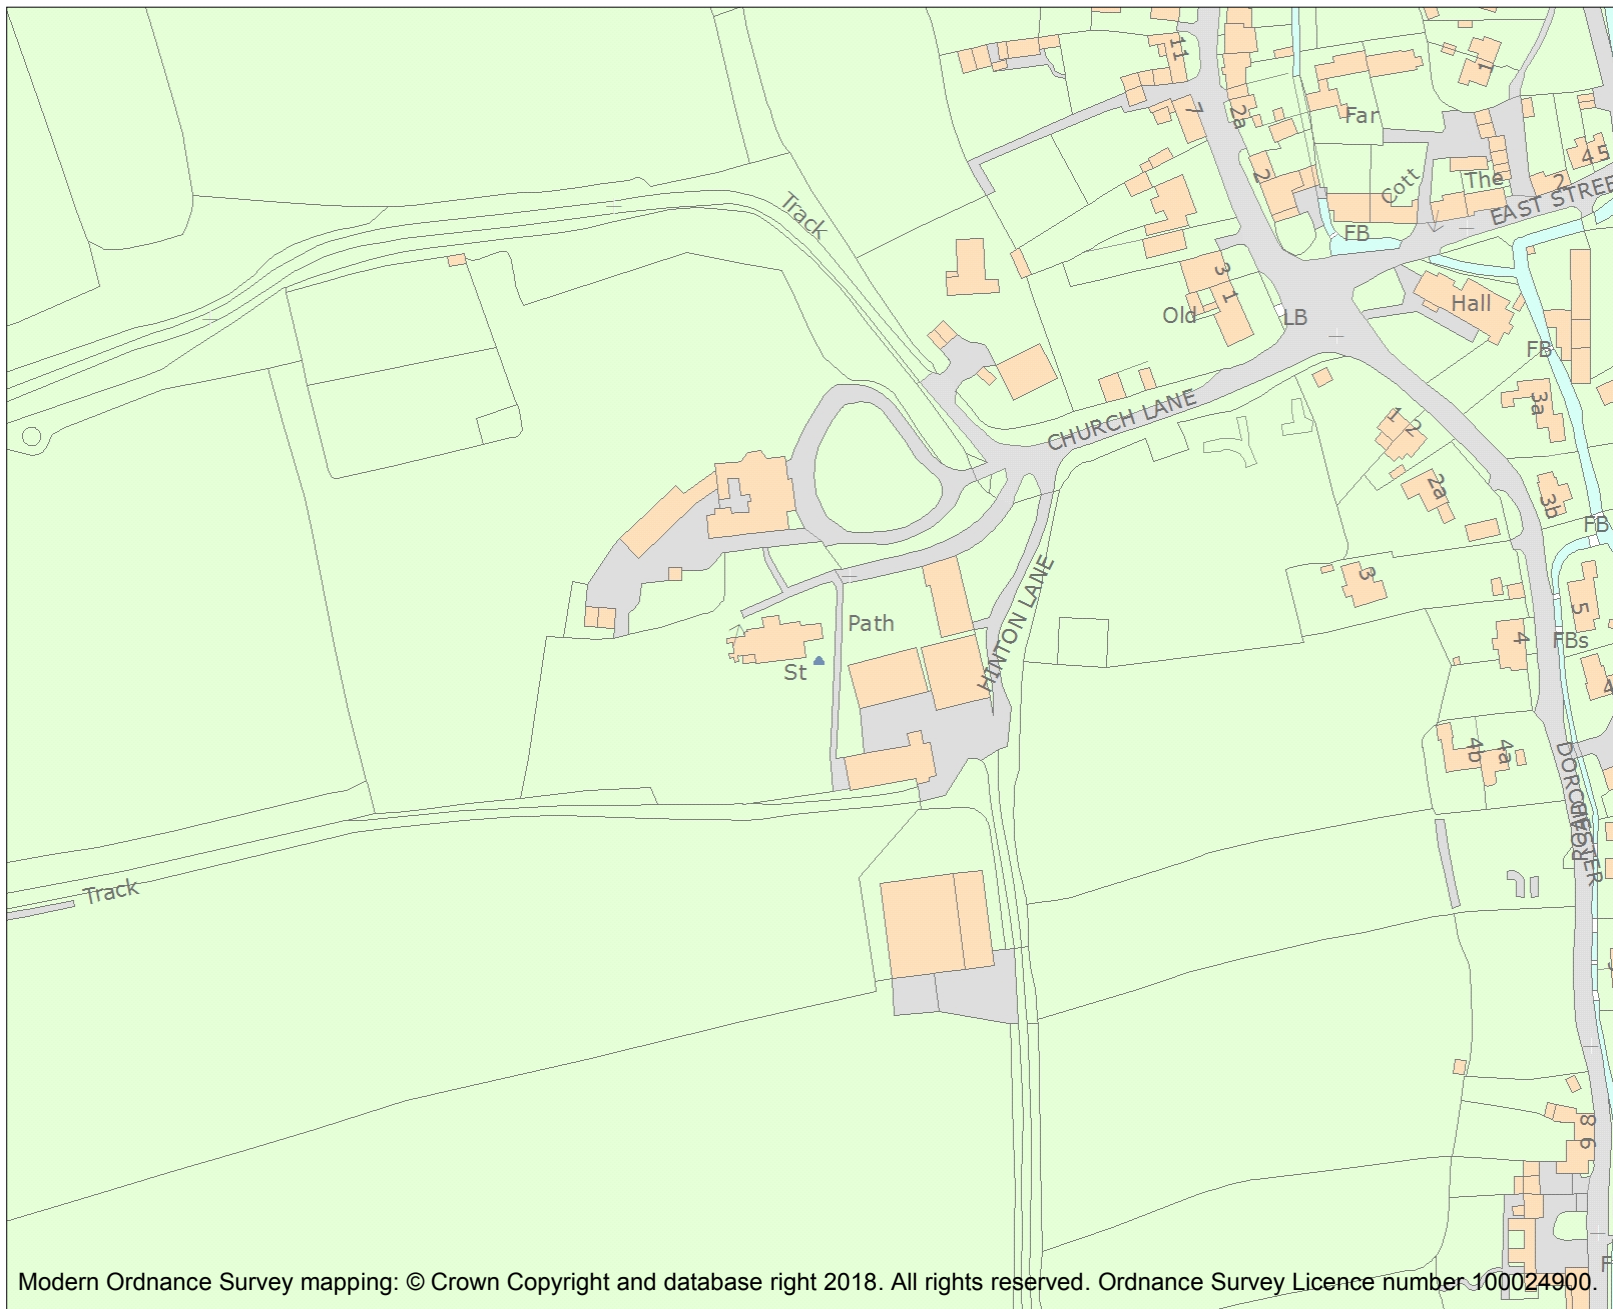 11
1
7
2a
Far
45
2
Cott
The
2
EAST STREE
Track
FB
3
1
Old
LB
Hall
FB
3a
CHURCH LANE
1
2
2a
3b
FB
HINTON LANE
3
5
Path
4
FBs
St
4
4b
4a
DORCHESTER
ROAD
Track
8
6
F
Modern Ordnance Survey mapping: © Crown Copyright and database right 2018. All rights reserved. Ordnance Survey Licence number 100024900.